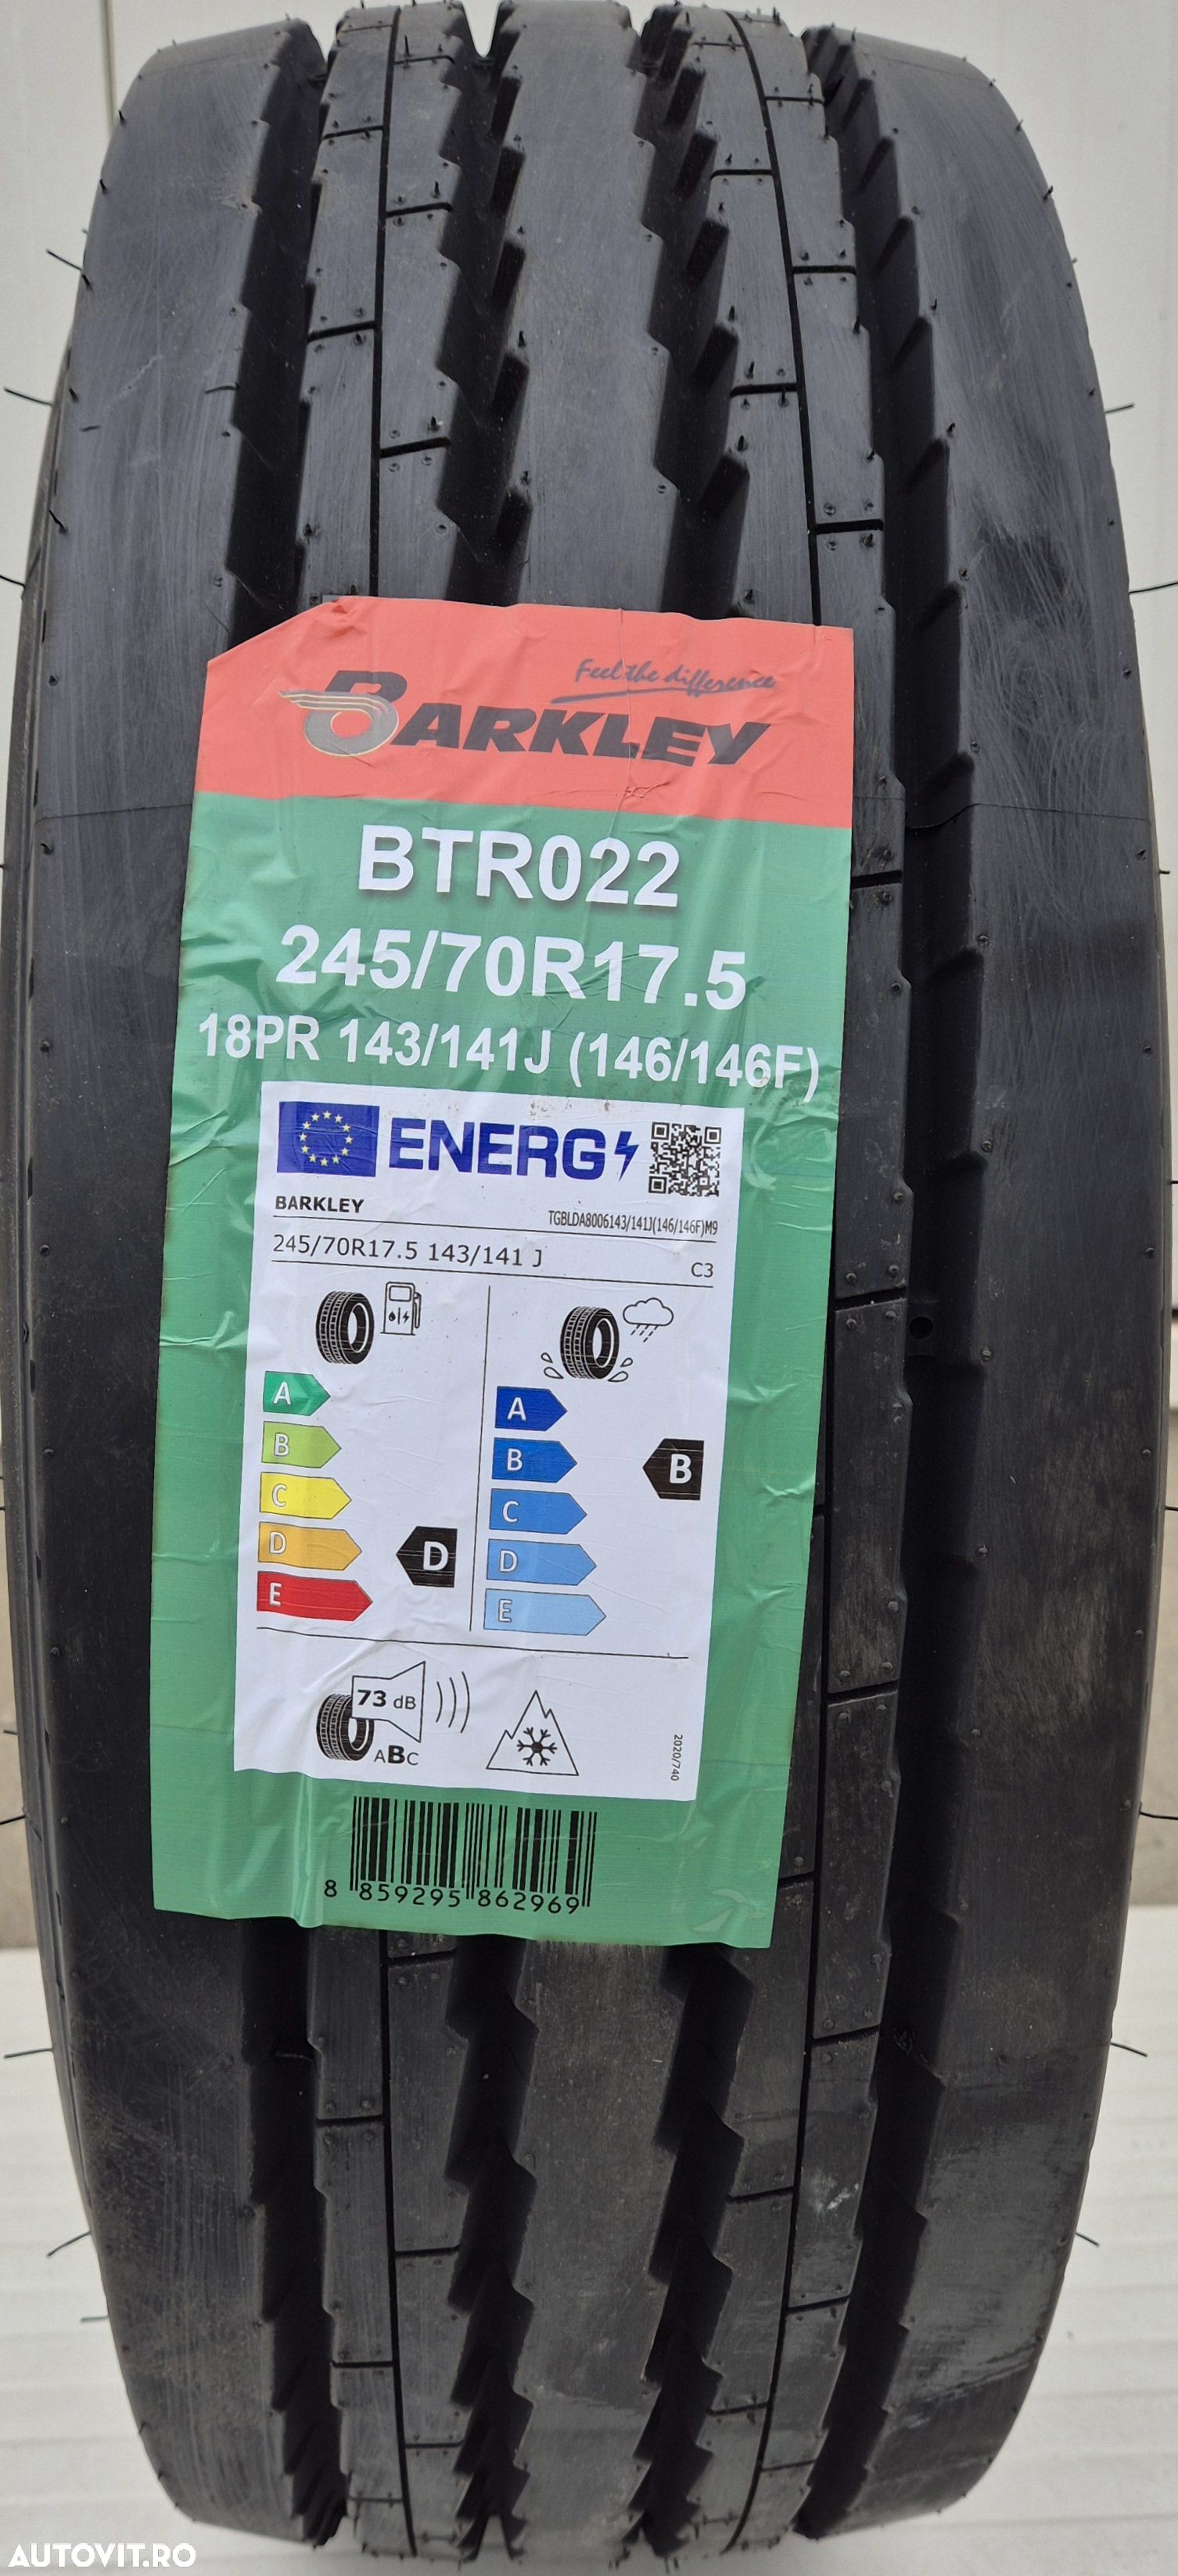 Feel the difference
BARKLEY
BTR022
245/70R17.5
18PR 143/141J (146/146F)
ENERG
BARKLEY
TGBLDA8006143/141J(146/146F)M9
245/70R17.5 143/141 J
C3
A
B
C
D
E
D
A
B
C
D
E
B
73 dB
ABC
2020/740
8 859295 862969
AUTOVIT.RO